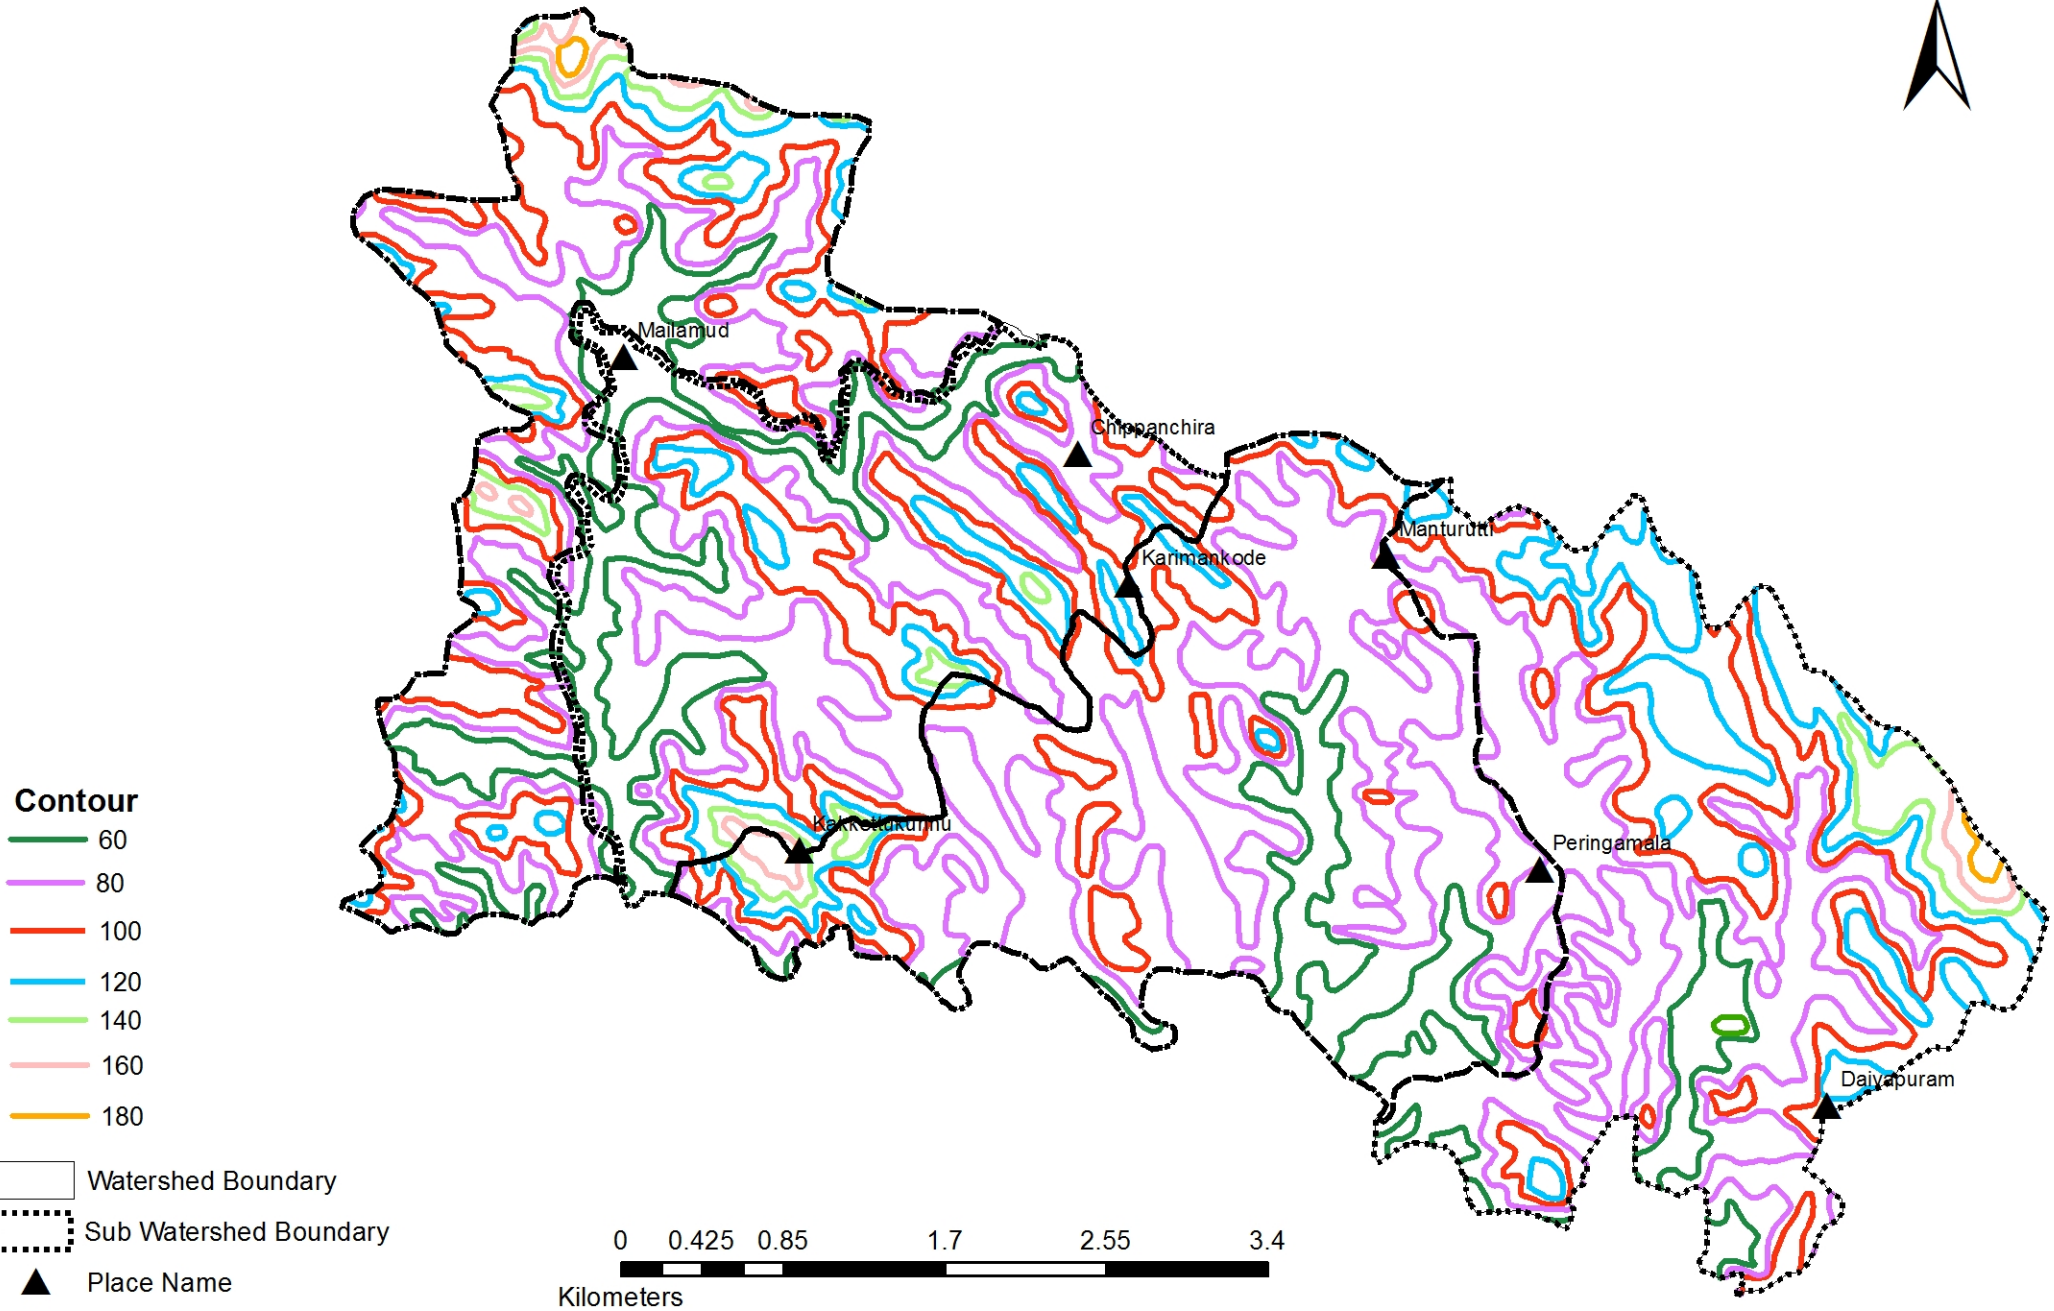 Mailamud
Chippanchira
Manturutti
Karimankode
Kakkottukunnu
Peringamala
Daivapuram
Contour
60
80
100
120
140
160
180
Watershed Boundary
Sub Watershed Boundary
Place Name
0 0.425 0.85 1.7 2.55 3.4
Kilometers